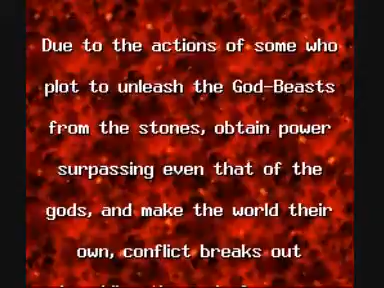 Due to the actions of some who
plot to unleash the God-Beasts
from the stones, obtain power
surpassing even that of the
gods, and make the world their
own, conflict breaks out